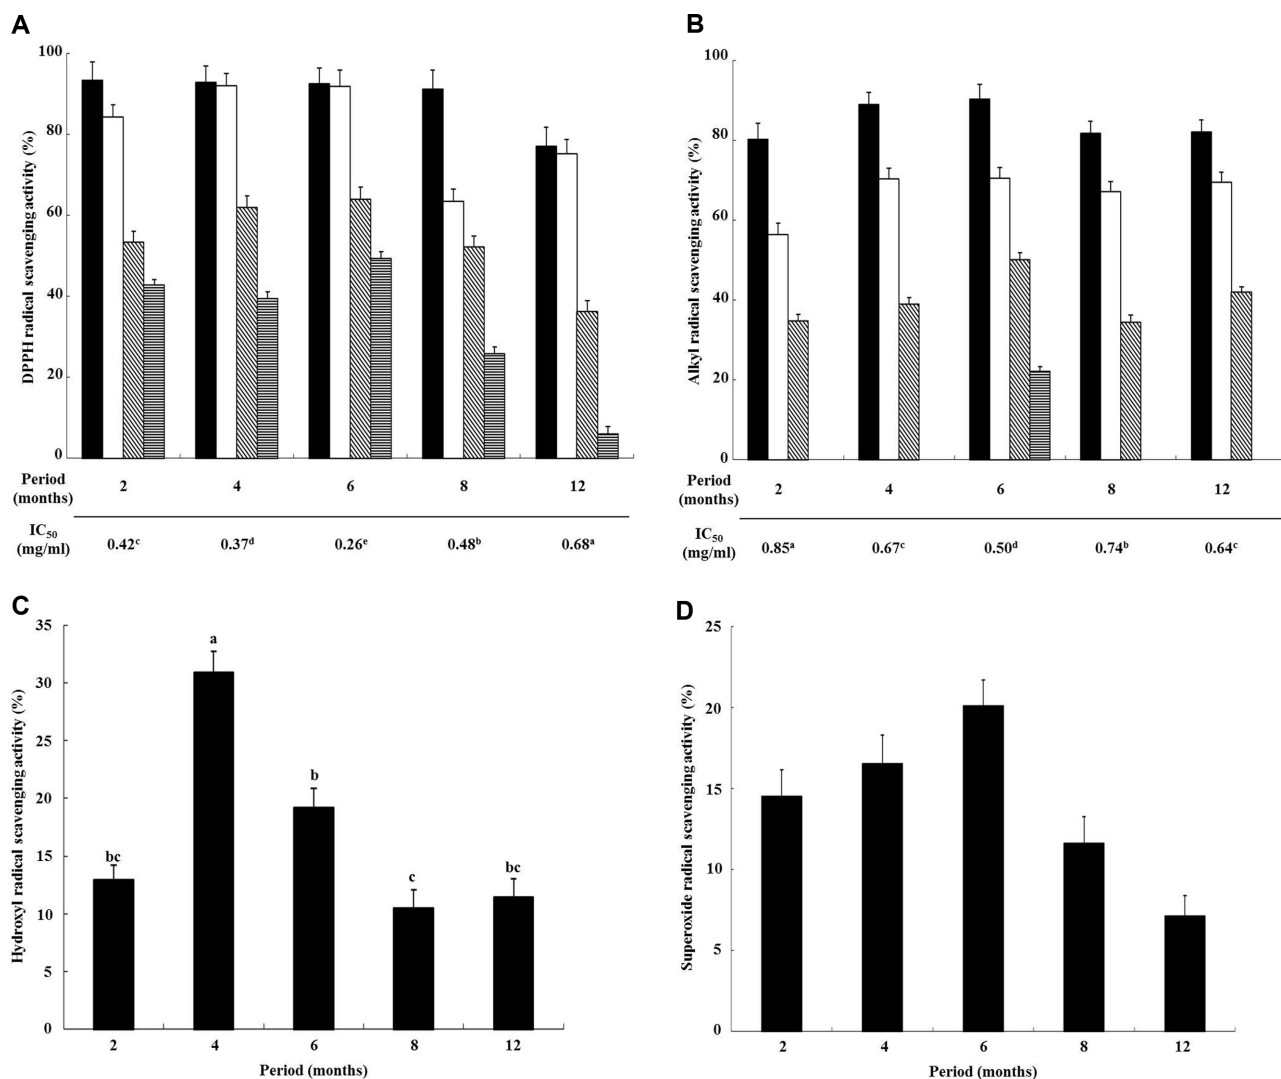 A
DPPH radical scavenging activity (%)
100
80
60
40
20
0
Period (months)
2 4 6 8 12
IC50 (mg/ml)
0.42c 0.37d 0.26e 0.48b 0.68a
B
Alkyl radical scavenging activity (%)
100
80
60
40
20
0
Period (months)
2 4 6 8 12
IC50 (mg/ml)
0.85a 0.67c 0.50d 0.74b 0.64c
C
Hydroxyl radical scavenging activity (%)
35
30
25
20
15
10
5
0
bc a b c bc
2 4 6 8 12
Period (months)
D
Superoxide radical scavenging activity (%)
25
20
15
10
5
0
2 4 6 8 12
Period (months)